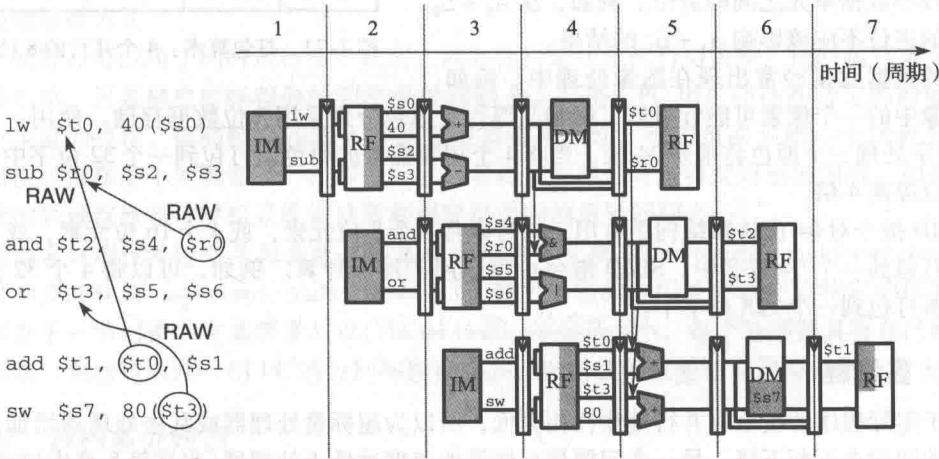 1 2 3 4 5 6 7
时间（周期）
lw $t0, 40($s0)
sub $r0, $s2, $s3
RAW
RAW
and $t2, $s4, $r0
or $t3, $s5, $s6
RAW
add $t1, $t0, $s1
sw $s7, 80($t3)
IM
lw
sub
RF
$s0
40
$s2
$s3
+
-
DM
$t0
$r0
RF
IM
and
or
RF
$s4
$r0
$s5
$s6
&
|
DM
$t2
$t3
RF
IM
add
sw
RF
$t0
$s1
$t3
80
+
+
DM
$s7
$t1
RF